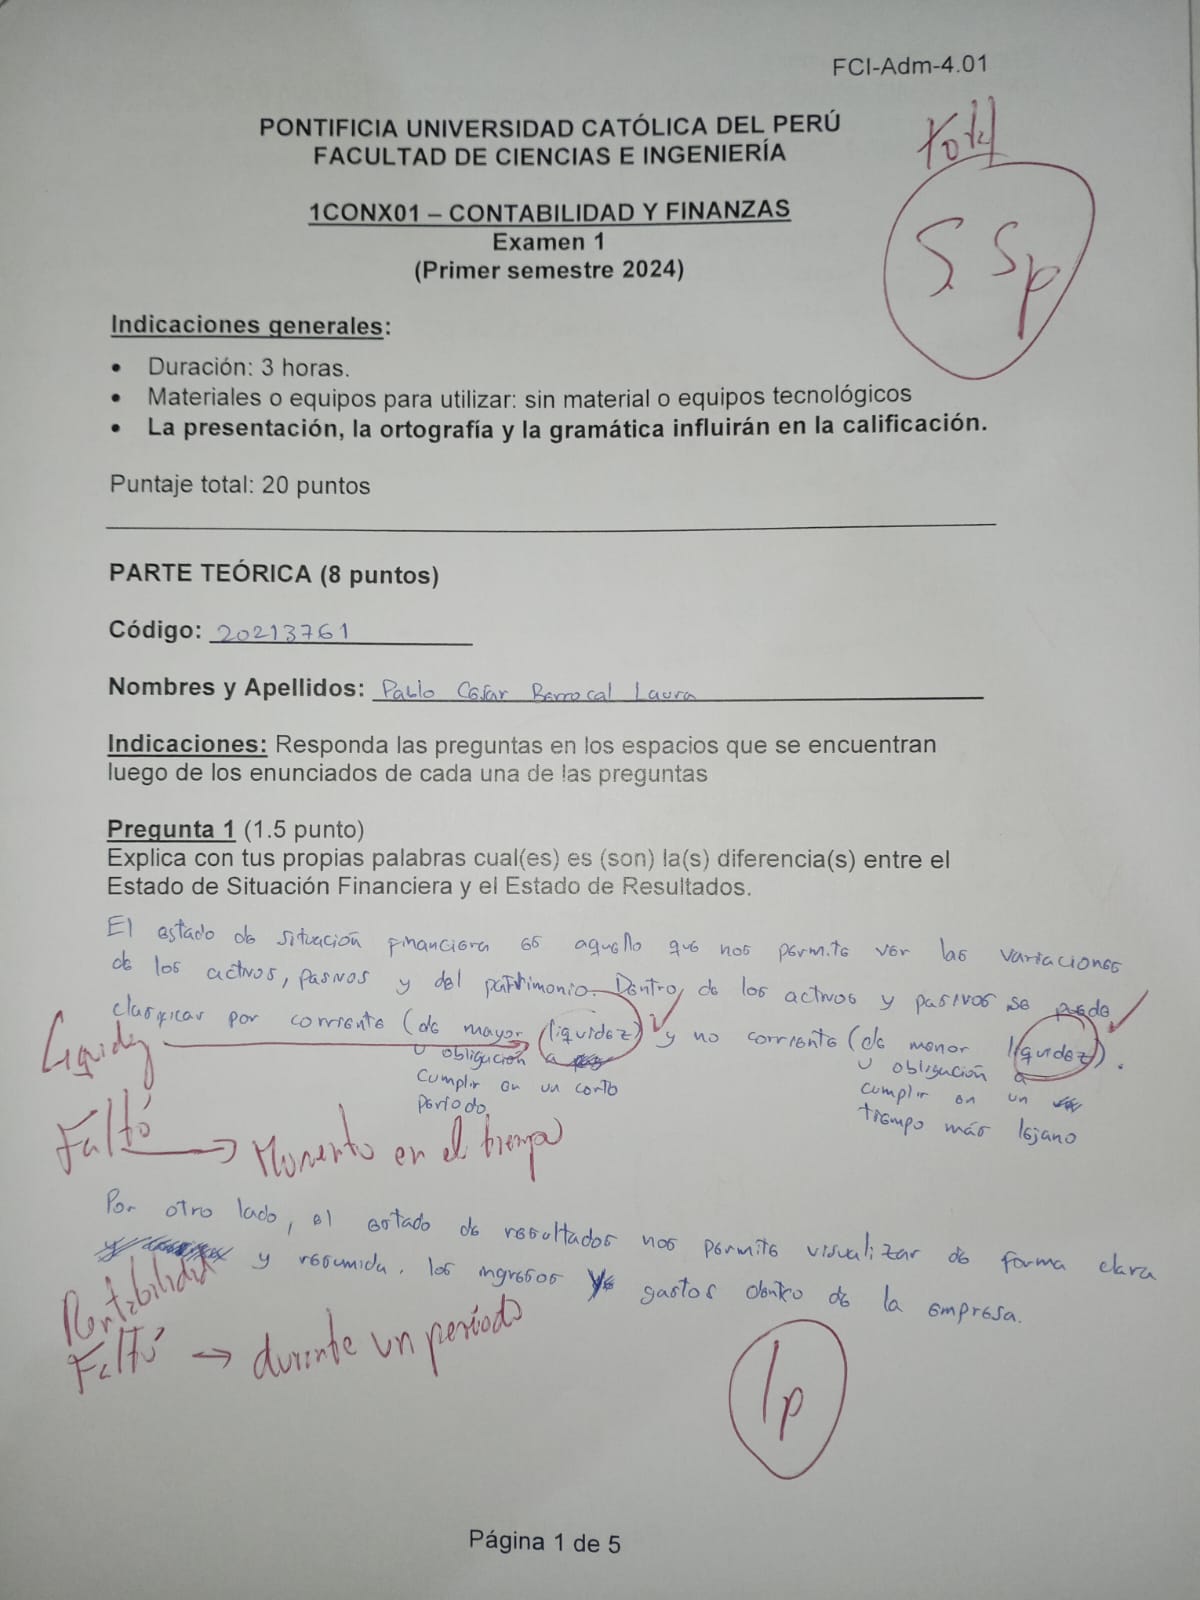 FCI-Adm-4.01
PONTIFICIA UNIVERSIDAD CATÓLICA DEL PERÚ
FACULTAD DE CIENCIAS E INGENIERÍA
total
5.5p
1CONX01 – CONTABILIDAD Y FINANZAS
Examen 1
(Primer semestre 2024)
Indicaciones generales:
• Duración: 3 horas.
• Materiales o equipos para utilizar: sin material o equipos tecnológicos
• La presentación, la ortografía y la gramática influirán en la calificación.
Puntaje total: 20 puntos
PARTE TEÓRICA (8 puntos)
Código: 20213761
Nombres y Apellidos: Pablo César Berrocal Laura
Indicaciones: Responda las preguntas en los espacios que se encuentran
luego de los enunciados de cada una de las preguntas
Pregunta 1 (1.5 punto)
Explica con tus propias palabras cual(es) es (son) la(s) diferencia(s) entre el
Estado de Situación Financiera y el Estado de Resultados.
El estado de situación financiera es aquello que nos permite ver las variaciones
de los activos, pasivos y del patrimonio. Dentro de los activos y pasivos se puede
clasificar por corriente (de mayor liquidez) y no corriente (de menor liquidez).
u obligación a
cumplir en un corto
período.
u obligación a
cumplir en un
tiempo más lejano
Liquidez
Faltó → Momento en el tiempo
Por otro lado, el estado de resultados nos permite visualizar de forma clara
y resumida, los ingresos y gastos dentro de la empresa.
Rentabilidad
Faltó → durante un período
1p
Página 1 de 5